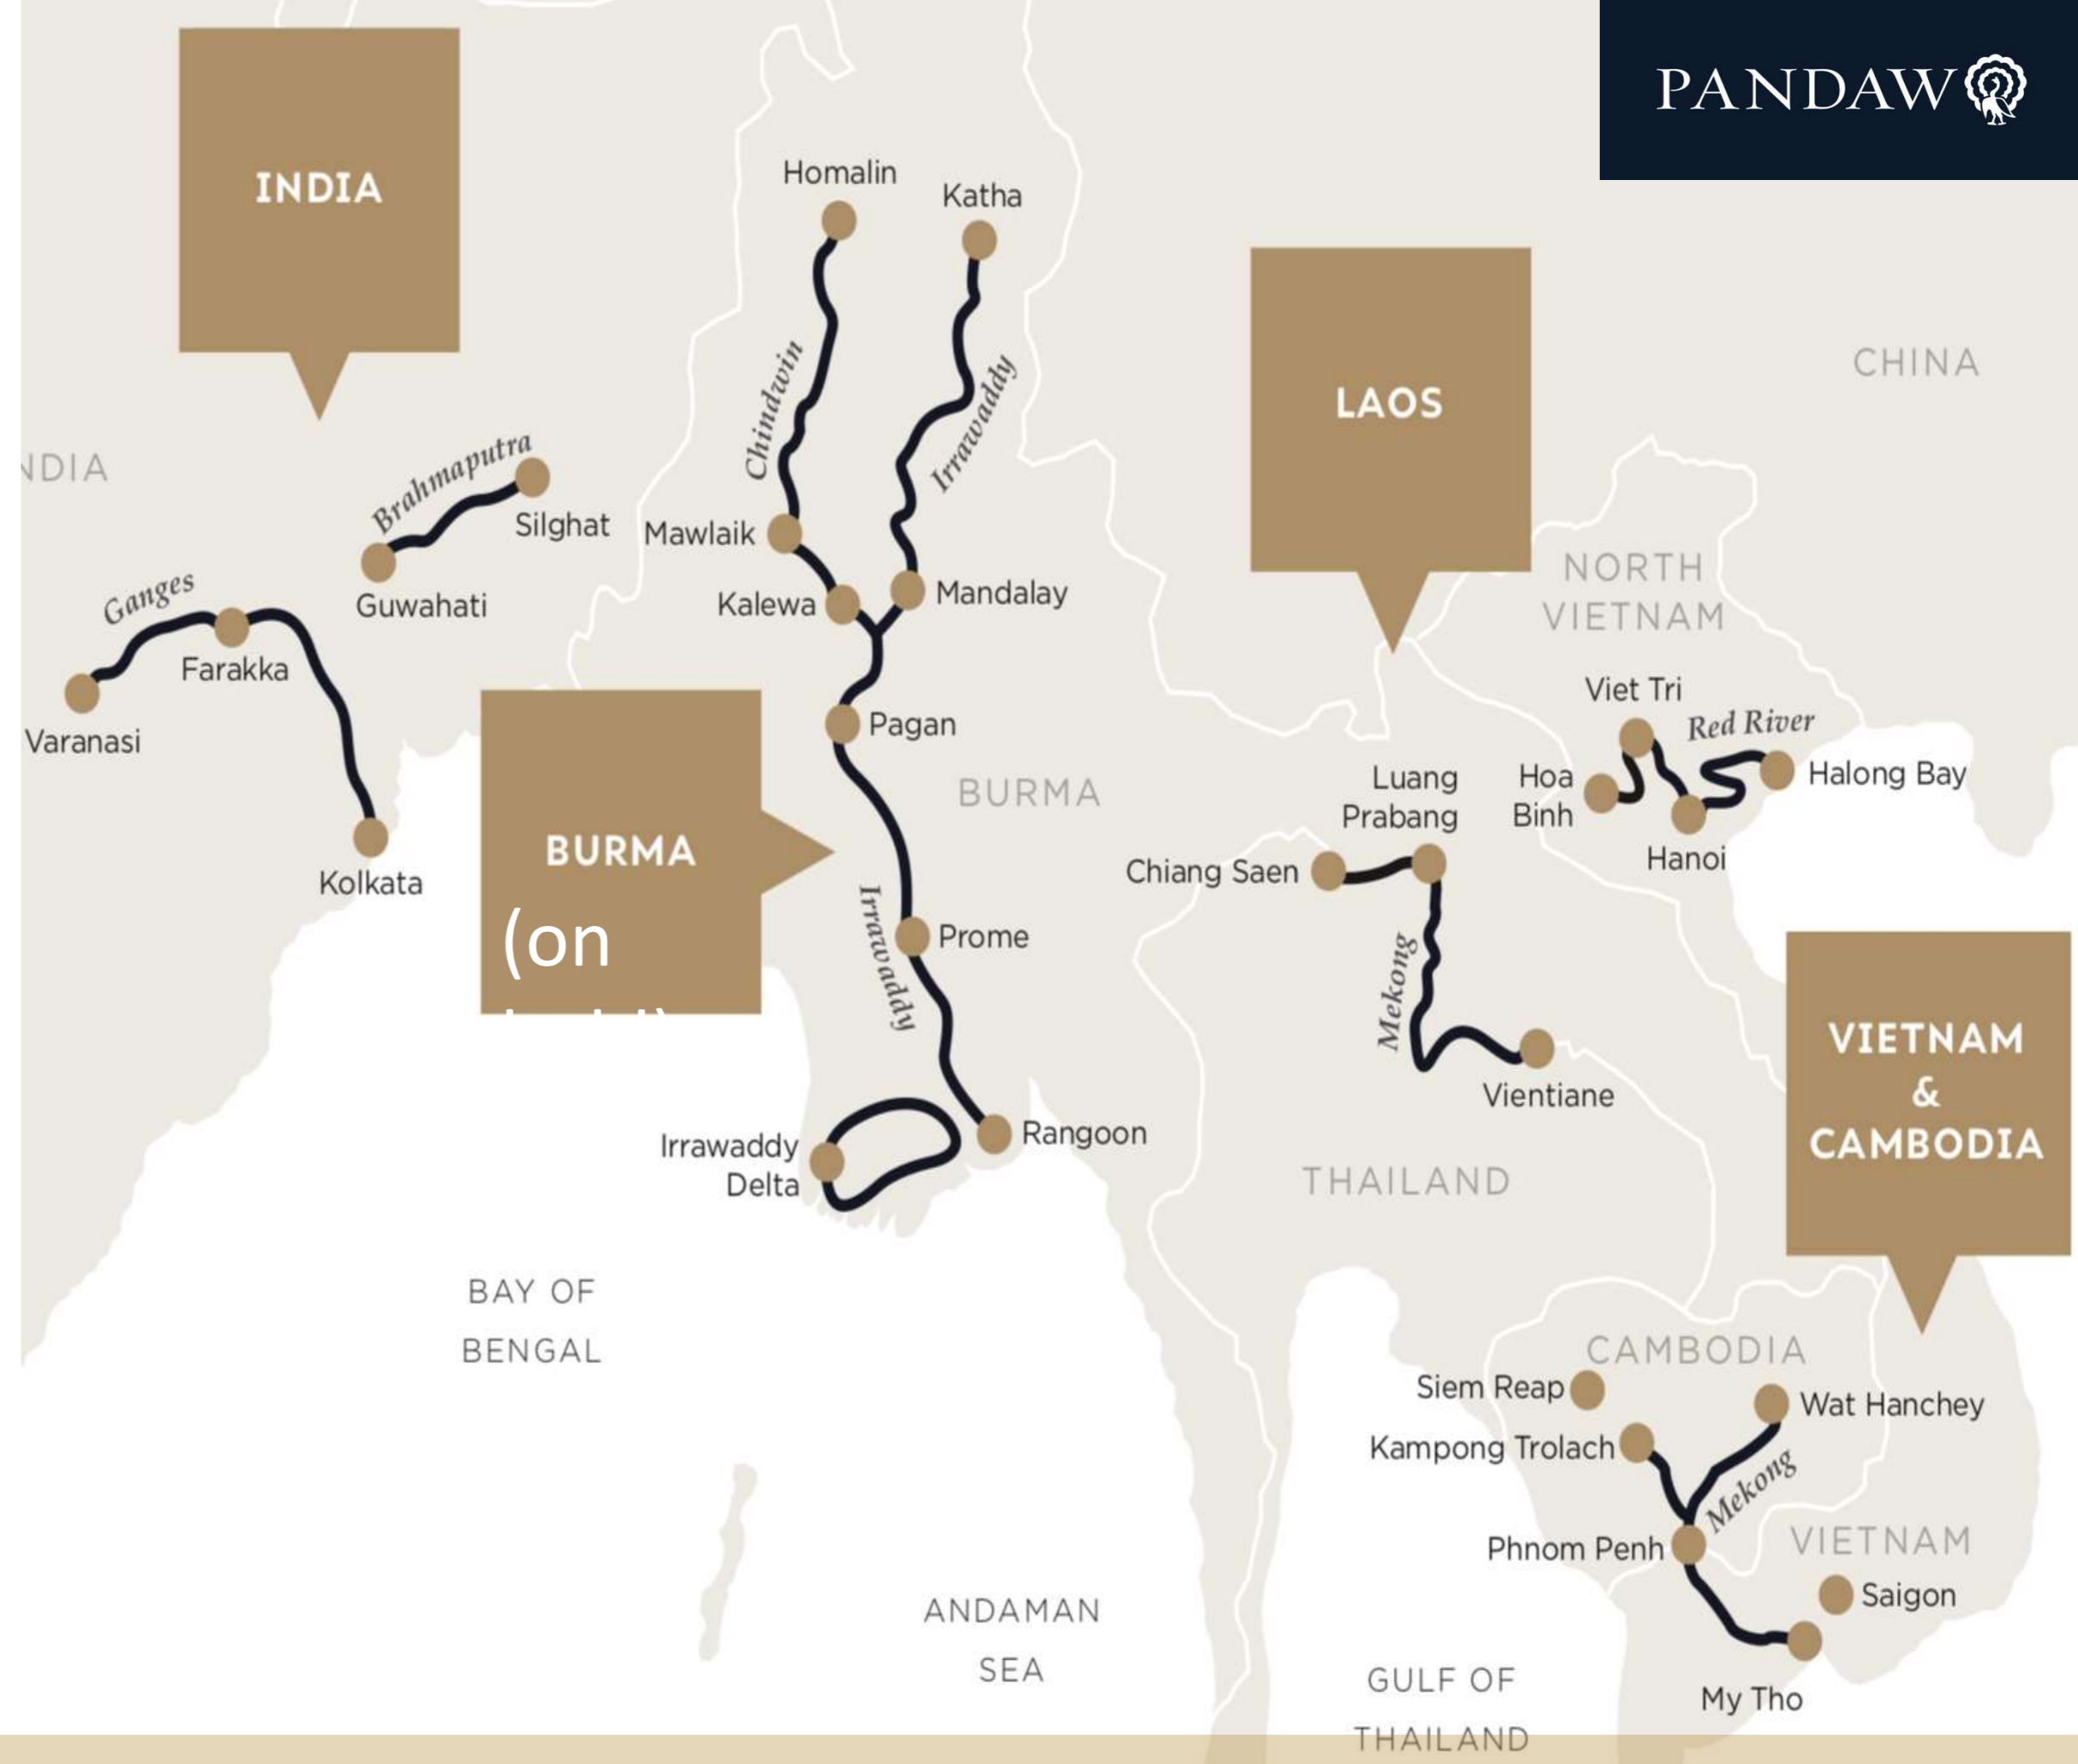 PANDAW
INDIA
Homalin
Katha
LAOS
CHINA
Chindwin
Irrawaddy
Brahmaputra
NDIA
Silghat
Mawlaik
NORTH
VIETNAM
Ganges
Guwahati
Kalewa
Mandalay
Farakka
Viet Tri
Red River
Varanasi
Pagan
Luang
Prabang
Hoa
Binh
Halong Bay
BURMA
BURMA
Hanoi
Chiang Saen
Kolkata
(on
Irrawaddy
Prome
Mekong
VIETNAM
&
CAMBODIA
Vientiane
Irrawaddy
Delta
Rangoon
THAILAND
BAY OF
BENGAL
CAMBODIA
Siem Reap
Wat Hanchey
Kampong Trolach
Mekong
Phnom Penh
VIETNAM
Saigon
ANDAMAN
SEA
GULF OF
THAILAND
My Tho